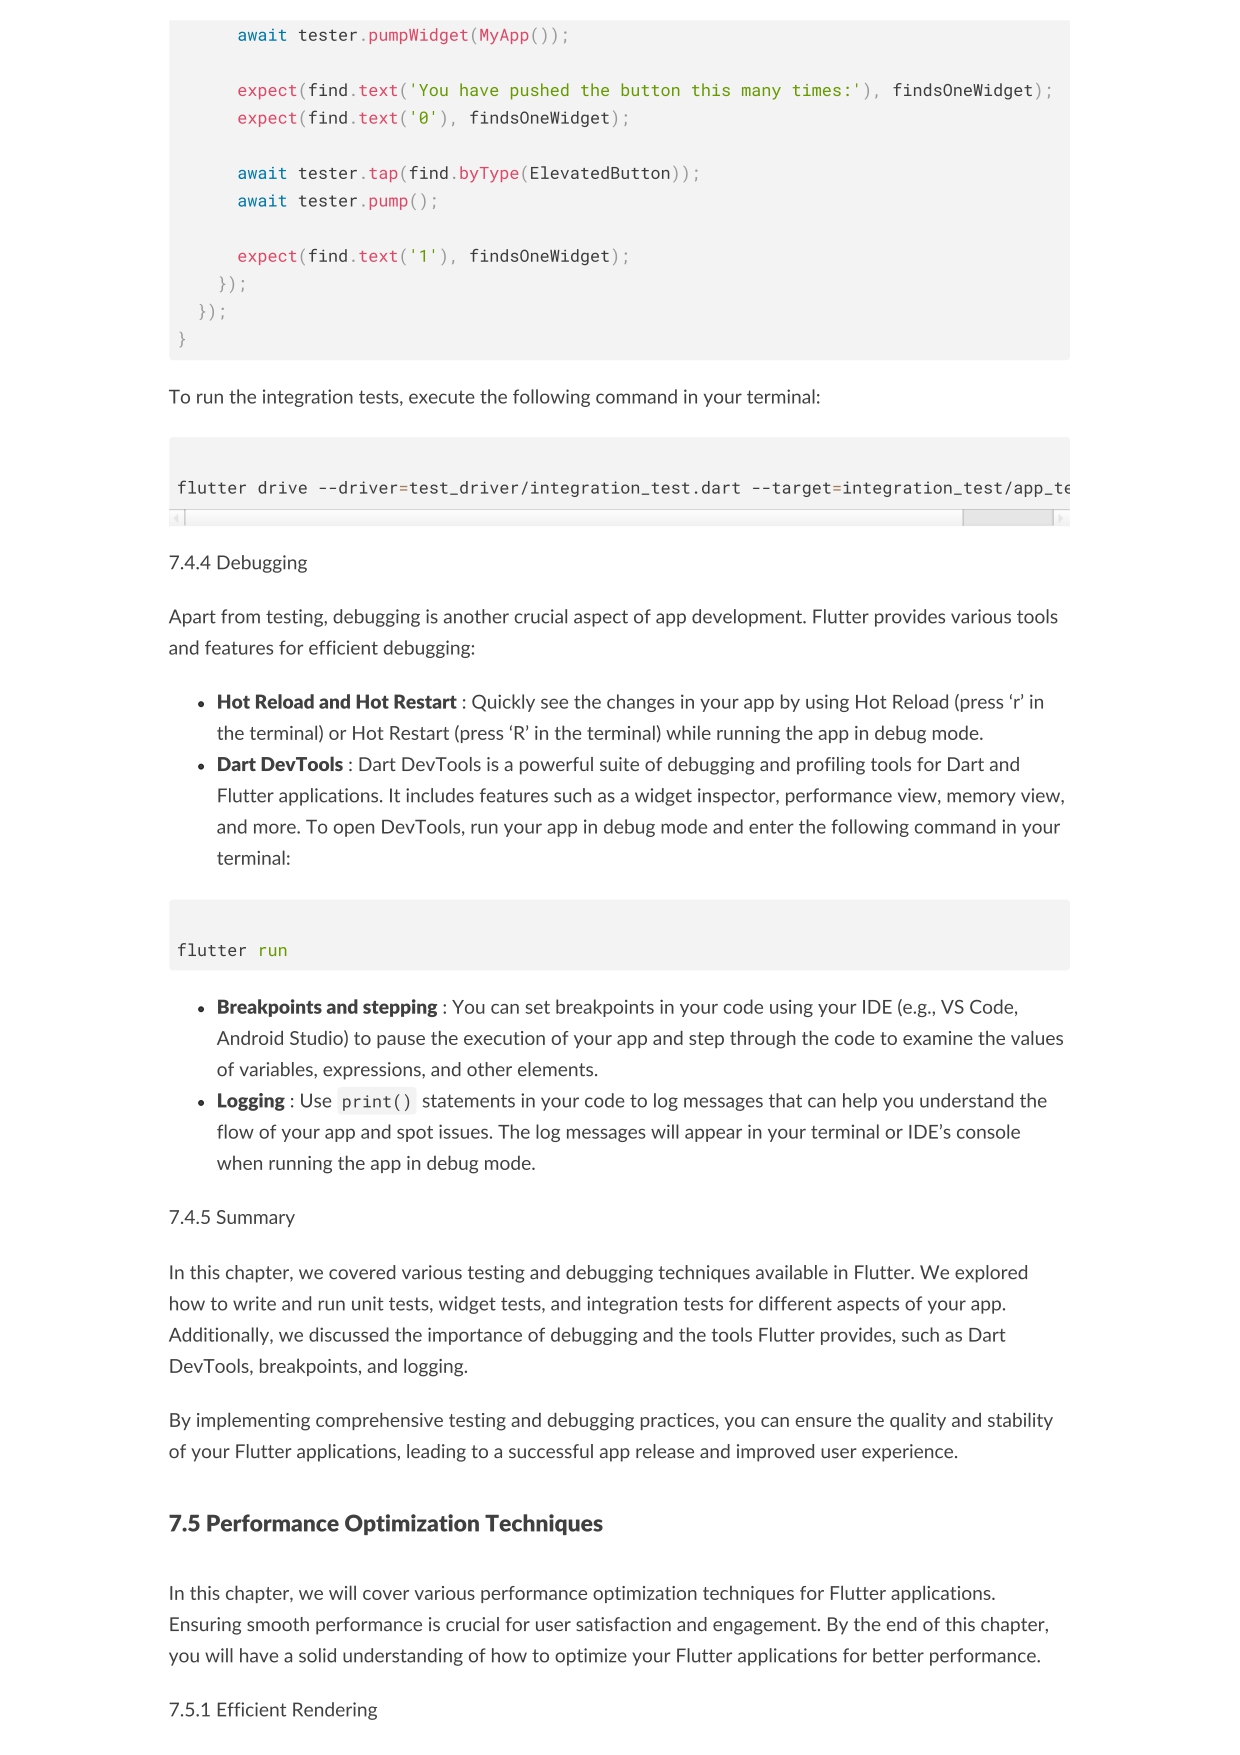 await tester.pumpWidget(MyApp());
expect(find.text('You have pushed the button this many times:'), findsOneWidget);
expect(find.text('0'), findsOneWidget);
await tester.tap(find.byType(ElevatedButton));
await tester.pump();
expect(find.text('1'), findsOneWidget);
});
});
}
To run the integration tests, execute the following command in your terminal:
flutter drive --driver=test_driver/integration_test.dart --target=integration_test/app_te
7.4.4 Debugging
Apart from testing, debugging is another crucial aspect of app development. Flutter provides various tools
and features for efficient debugging:
• Hot Reload and Hot Restart : Quickly see the changes in your app by using Hot Reload (press ‘r’ in
the terminal) or Hot Restart (press ‘R’ in the terminal) while running the app in debug mode.
• Dart DevTools : Dart DevTools is a powerful suite of debugging and profiling tools for Dart and
Flutter applications. It includes features such as a widget inspector, performance view, memory view,
and more. To open DevTools, run your app in debug mode and enter the following command in your
terminal:
flutter run
• Breakpoints and stepping : You can set breakpoints in your code using your IDE (e.g., VS Code,
Android Studio) to pause the execution of your app and step through the code to examine the values
of variables, expressions, and other elements.
• Logging : Use print() statements in your code to log messages that can help you understand the
flow of your app and spot issues. The log messages will appear in your terminal or IDE’s console
when running the app in debug mode.
7.4.5 Summary
In this chapter, we covered various testing and debugging techniques available in Flutter. We explored
how to write and run unit tests, widget tests, and integration tests for different aspects of your app.
Additionally, we discussed the importance of debugging and the tools Flutter provides, such as Dart
DevTools, breakpoints, and logging.
By implementing comprehensive testing and debugging practices, you can ensure the quality and stability
of your Flutter applications, leading to a successful app release and improved user experience.
7.5 Performance Optimization Techniques
In this chapter, we will cover various performance optimization techniques for Flutter applications.
Ensuring smooth performance is crucial for user satisfaction and engagement. By the end of this chapter,
you will have a solid understanding of how to optimize your Flutter applications for better performance.
7.5.1 Efficient Rendering